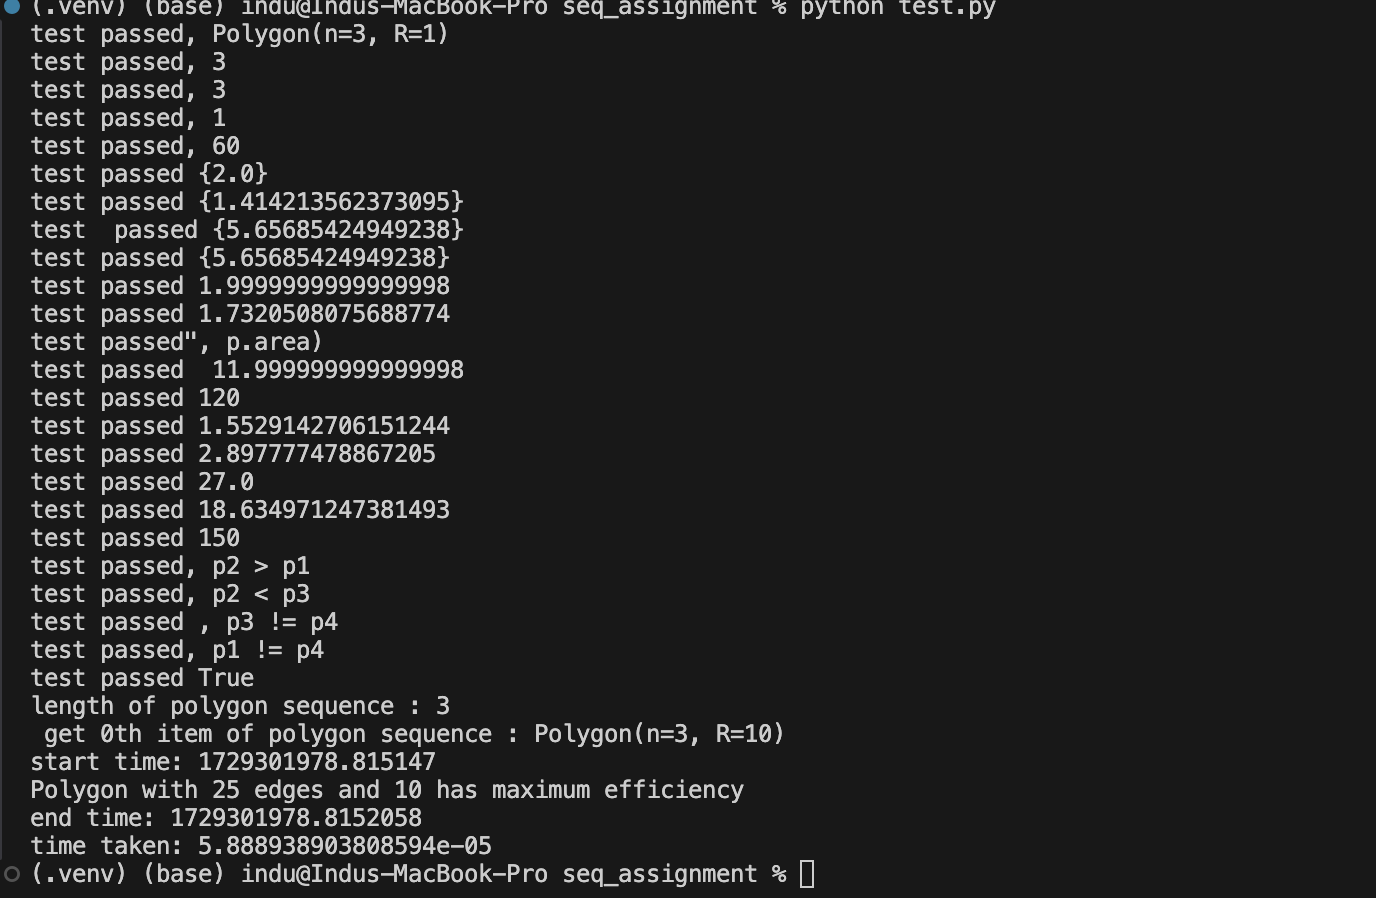 (.venv) (base) indu@Indus-MacBook-Pro seq_assignment % python test.py
test passed, Polygon(n=3, R=1)
test passed, 3
test passed, 3
test passed, 1
test passed, 60
test passed {2.0}
test passed {1.414213562373095}
test  passed {5.65685424949238}
test passed {5.65685424949238}
test passed 1.9999999999999998
test passed 1.7320508075688774
test passed", p.area)
test passed  11.999999999999998
test passed 120
test passed 1.5529142706151244
test passed 2.897777478867205
test passed 27.0
test passed 18.634971247381493
test passed 150
test passed, p2 > p1
test passed, p2 < p3
test passed , p3 != p4
test passed, p1 != p4
test passed True
length of polygon sequence : 3
 get 0th item of polygon sequence : Polygon(n=3, R=10)
start time: 1729301978.815147
Polygon with 25 edges and 10 has maximum efficiency
end time: 1729301978.8152058
time taken: 5.888938903808594e-05
(.venv) (base) indu@Indus-MacBook-Pro seq_assignment %